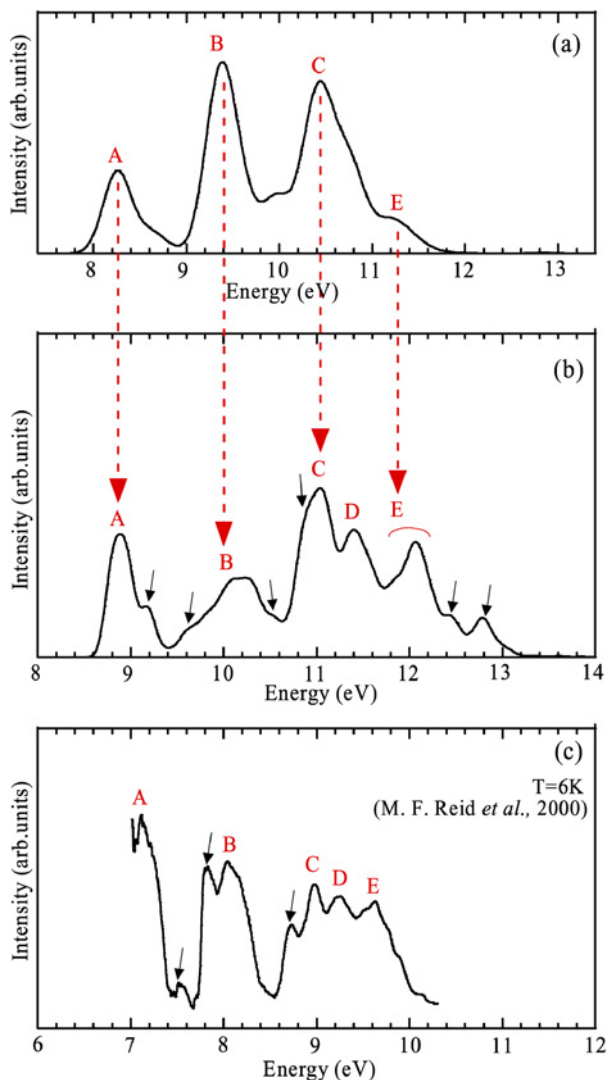 Intensity (arb.units)
(a)
A
B
C
E
8 9 10 11 12 13
Energy (eV)
Intensity (arb.units)
(b)
A
B
C
D
E
8 9 10 11 12 13 14
Energy (eV)
Intensity (arb.units)
(c)
T=6K
(M. F. Reid et al., 2000)
A
B
C
D
E
6 7 8 9 10 11 12
Energy (eV)